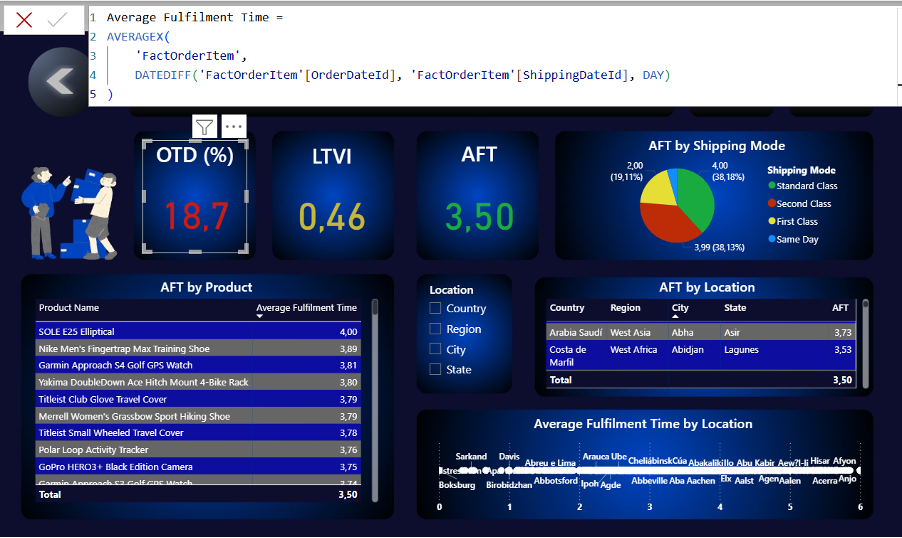 1 Average Fulfilment Time =
2 AVERAGEX(
3 'FactOrderItem',
4 DATEDIFF('FactOrderItem'[OrderDateId], 'FactOrderItem'[ShippingDateId], DAY)
5 )
OTD (%)
18,7
LTVI
0,46
AFT
3,50
AFT by Shipping Mode
2,00
(19,11%)
4,00
(38,18%)
3,99 (38,13%)
Shipping Mode
Standard Class
Second Class
First Class
Same Day
AFT by Product
Product Name Average Fulfilment Time
SOLE E25 Elliptical 4,00
Nike Men's Fingertrap Max Training Shoe 3,89
Garmin Approach S4 Golf GPS Watch 3,81
Yakima DoubleDown Ace Hitch Mount 4-Bike Rack 3,80
Titleist Club Glove Travel Cover 3,79
Merrell Women's Grassbow Sport Hiking Shoe 3,79
Titleist Small Wheeled Travel Cover 3,78
Polar Loop Activity Tracker 3,76
GoPro HERO3+ Black Edition Camera 3,75
Garmin Approach S3 Golf GPS Watch 3,74
Total 3,50
Location
Country
Region
City
State
AFT by Location
Country Region City State AFT
Arabia Saudí West Asia Abha Asir 3,73
Costa de West Africa Abidjan Lagunes 3,53
Marfil
Total 3,50
Average Fulfilment Time by Location
Sarkand Davis Abreu e Lima Arauca Ube Cheliábinsk Cúa Abakaliki Abu Kabir Aew?l-li Hisar Afyon
Boksburg Birobidzhan Abbotsford Ipoh Agde Abbeville Aba Aachen Elx Aalst Agen Aalen Acerra Anjo
0 1 2 3 4 5 6